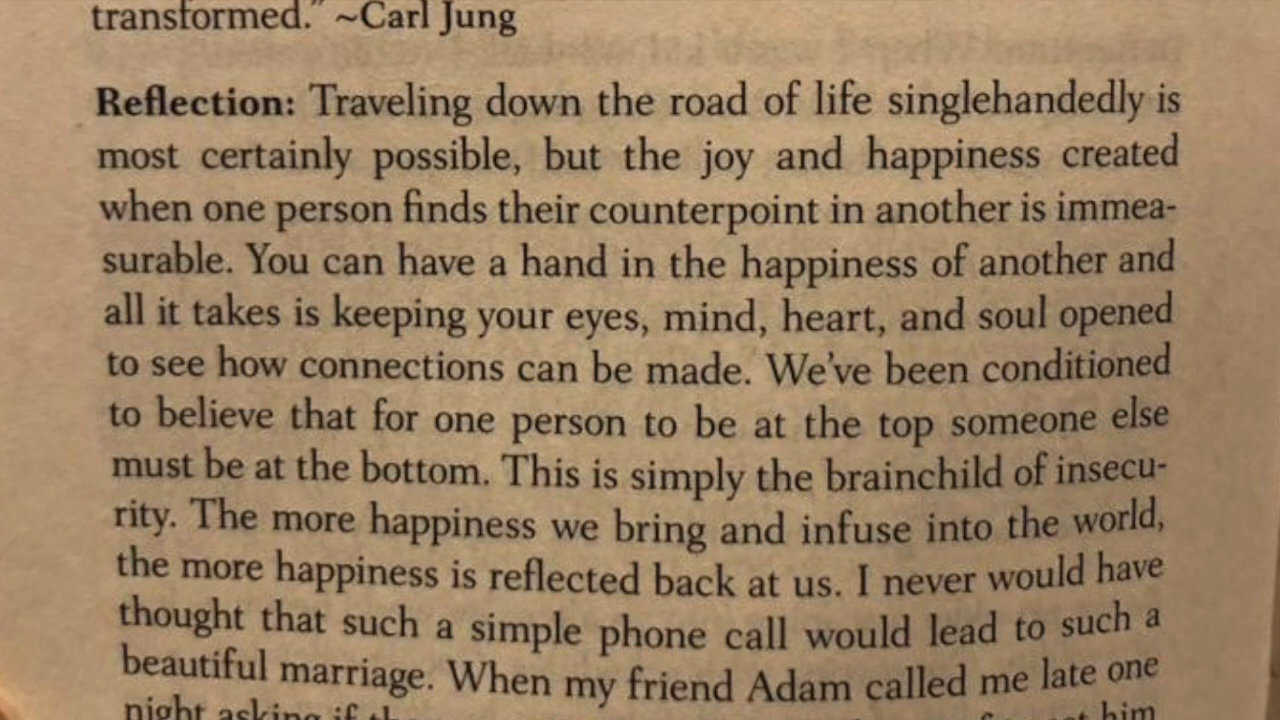 transformed." ~Carl Jung
Reflection: Traveling down the road of life singlehandedly is
most certainly possible, but the joy and happiness created
when one person finds their counterpoint in another is immea-
surable. You can have a hand in the happiness of another and
all it takes is keeping your eyes, mind, heart, and soul opened
to see how connections can be made. We've been conditioned
to believe that for one person to be at the top someone else
must be at the bottom. This is simply the brainchild of insecu-
rity. The more happiness we bring and infuse into the world,
the more happiness is reflected back at us. I never would have
thought that such a simple phone call would lead to such a
beautiful marriage. When my friend Adam called me late one
night asking if him